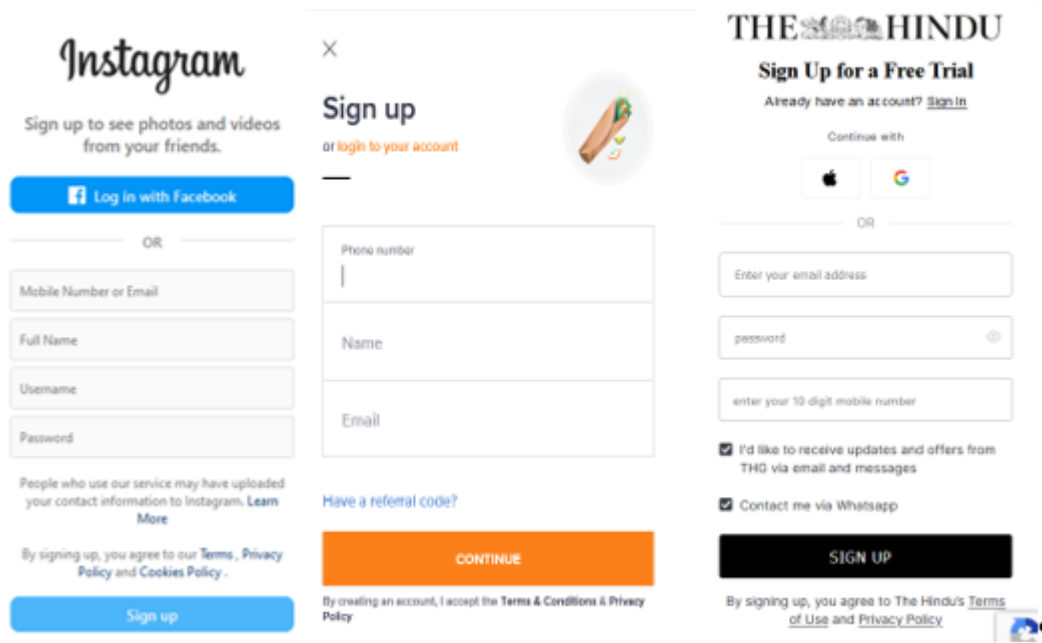 Instagram
Sign up to see photos and videos
from your friends.
Log in with Facebook
OR
Mobile Number or Email
Full Name
Username
Password
People who use our service may have uploaded
your contact information to Instagram. Learn
More
By signing up, you agree to our Terms , Privacy
Policy and Cookies Policy .
Sign up
Sign up
or login to your account
Phone number
Name
Email
Have a referral code?
CONTINUE
By creating an account, I accept the Terms & Conditions & Privacy
Policy
THE HINDU
Sign Up for a Free Trial
Already have an account? Sign In
Continue with
OR
Enter your email address
password
enter your 10 digit mobile number
I'd like to receive updates and offers from
THG via email and messages
Contact me via Whatsapp
SIGN UP
By signing up, you agree to The Hindu's Terms
of Use and Privacy Policy